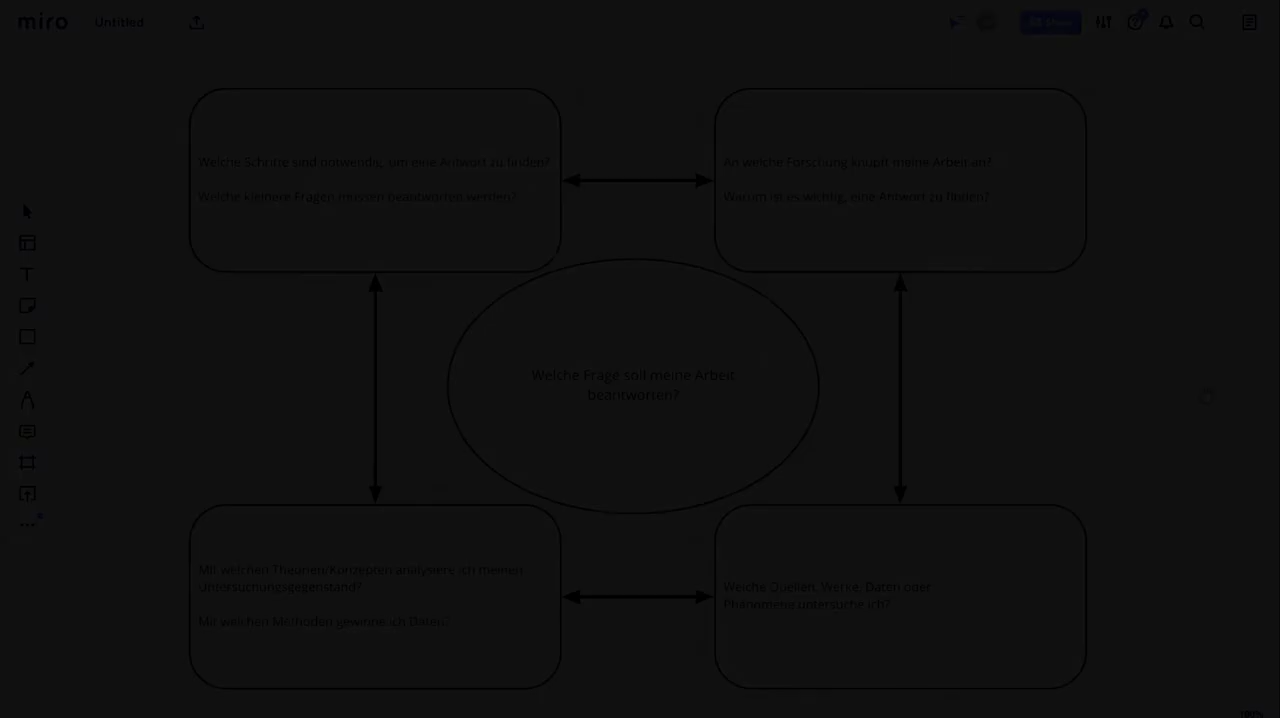 miro
Untitled
Share
Welche Schritte sind notwendig, um eine Antwort zu finden?
Welche kleinere Fragen müssen beantworten werden?
An welche Forschung knüpft meine Arbeit an?
Warum ist es wichtig, eine Antwort zu finden?
Welche Frage soll meine Arbeit
beantworten?
Mit welchen Theorien/Konzepten analysiere ich meinen
Untersuchungsgegenstand?
Mit welchen Methoden gewinne ich Daten?
Welche Quellen, Werke, Daten oder
Phänomene untersuche ich?
100%